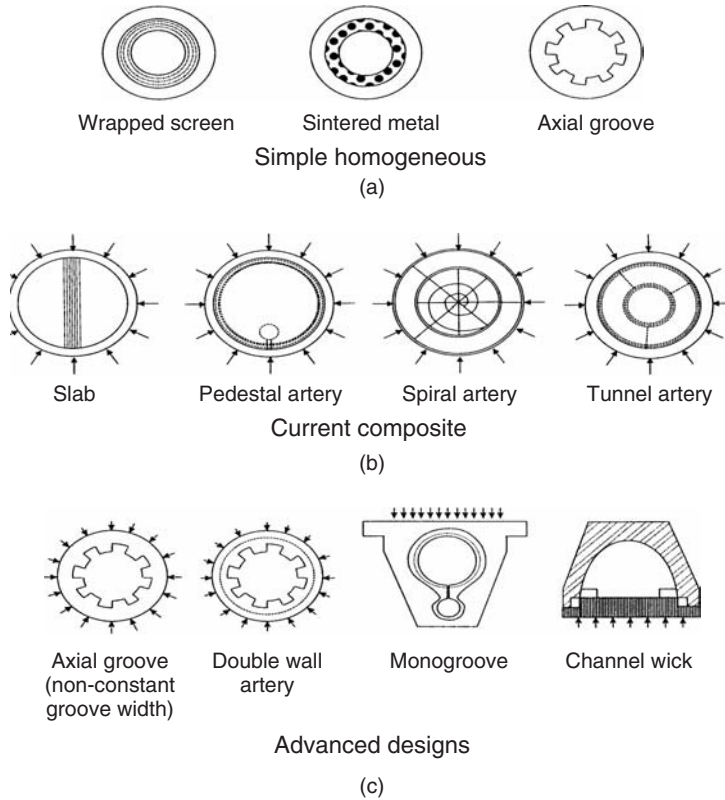 Wrapped screen Sintered metal Axial groove
Simple homogeneous
(a)
Slab Pedestal artery Spiral artery Tunnel artery
Current composite
(b)
Axial groove
(non-constant
groove width)
Double wall
artery
Monogroove
Channel wick
Advanced designs
(c)